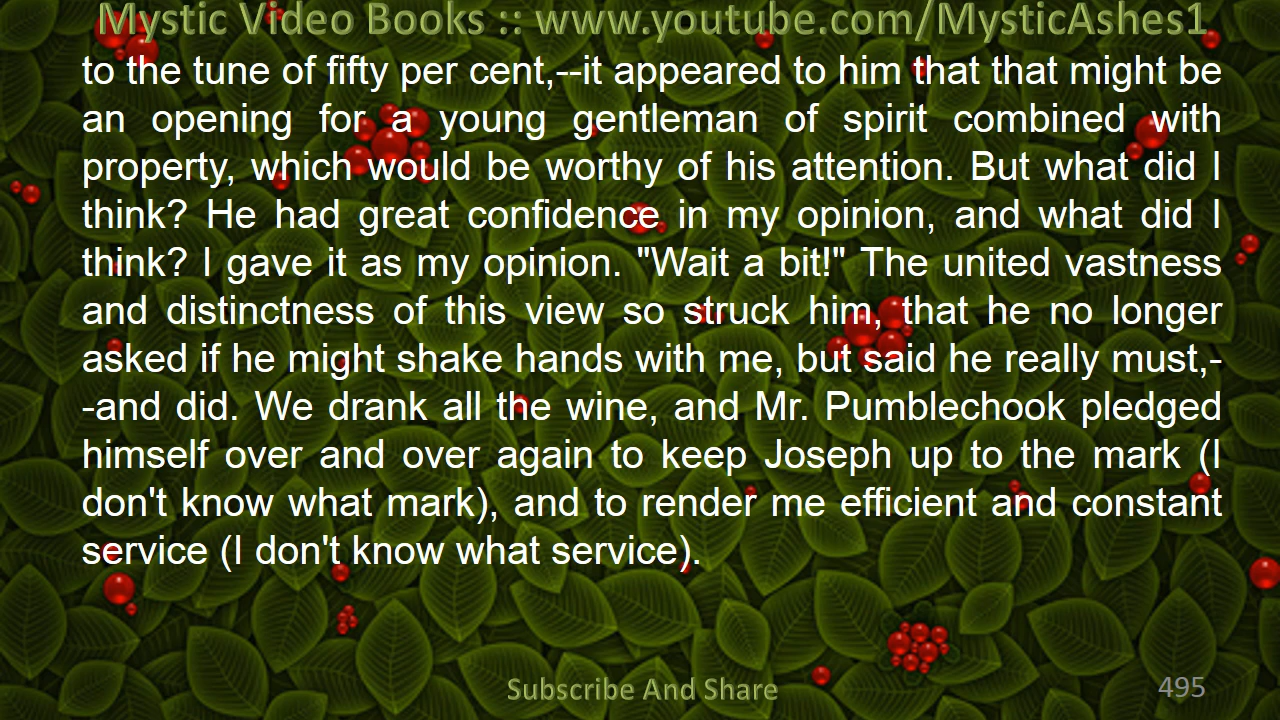 Mystic Video Books :: www.youtube.com/MysticAshes1
to the tune of fifty per cent,--it appeared to him that that might be
an opening for a young gentleman of spirit combined with
property, which would be worthy of his attention. But what did I
think? He had great confidence in my opinion, and what did I
think? I gave it as my opinion. "Wait a bit!" The united vastness
and distinctness of this view so struck him, that he no longer
asked if he might shake hands with me, but said he really must,-
-and did. We drank all the wine, and Mr. Pumblechook pledged
himself over and over again to keep Joseph up to the mark (I
don't know what mark), and to render me efficient and constant
service (I don't know what service).
Subscribe And Share
495